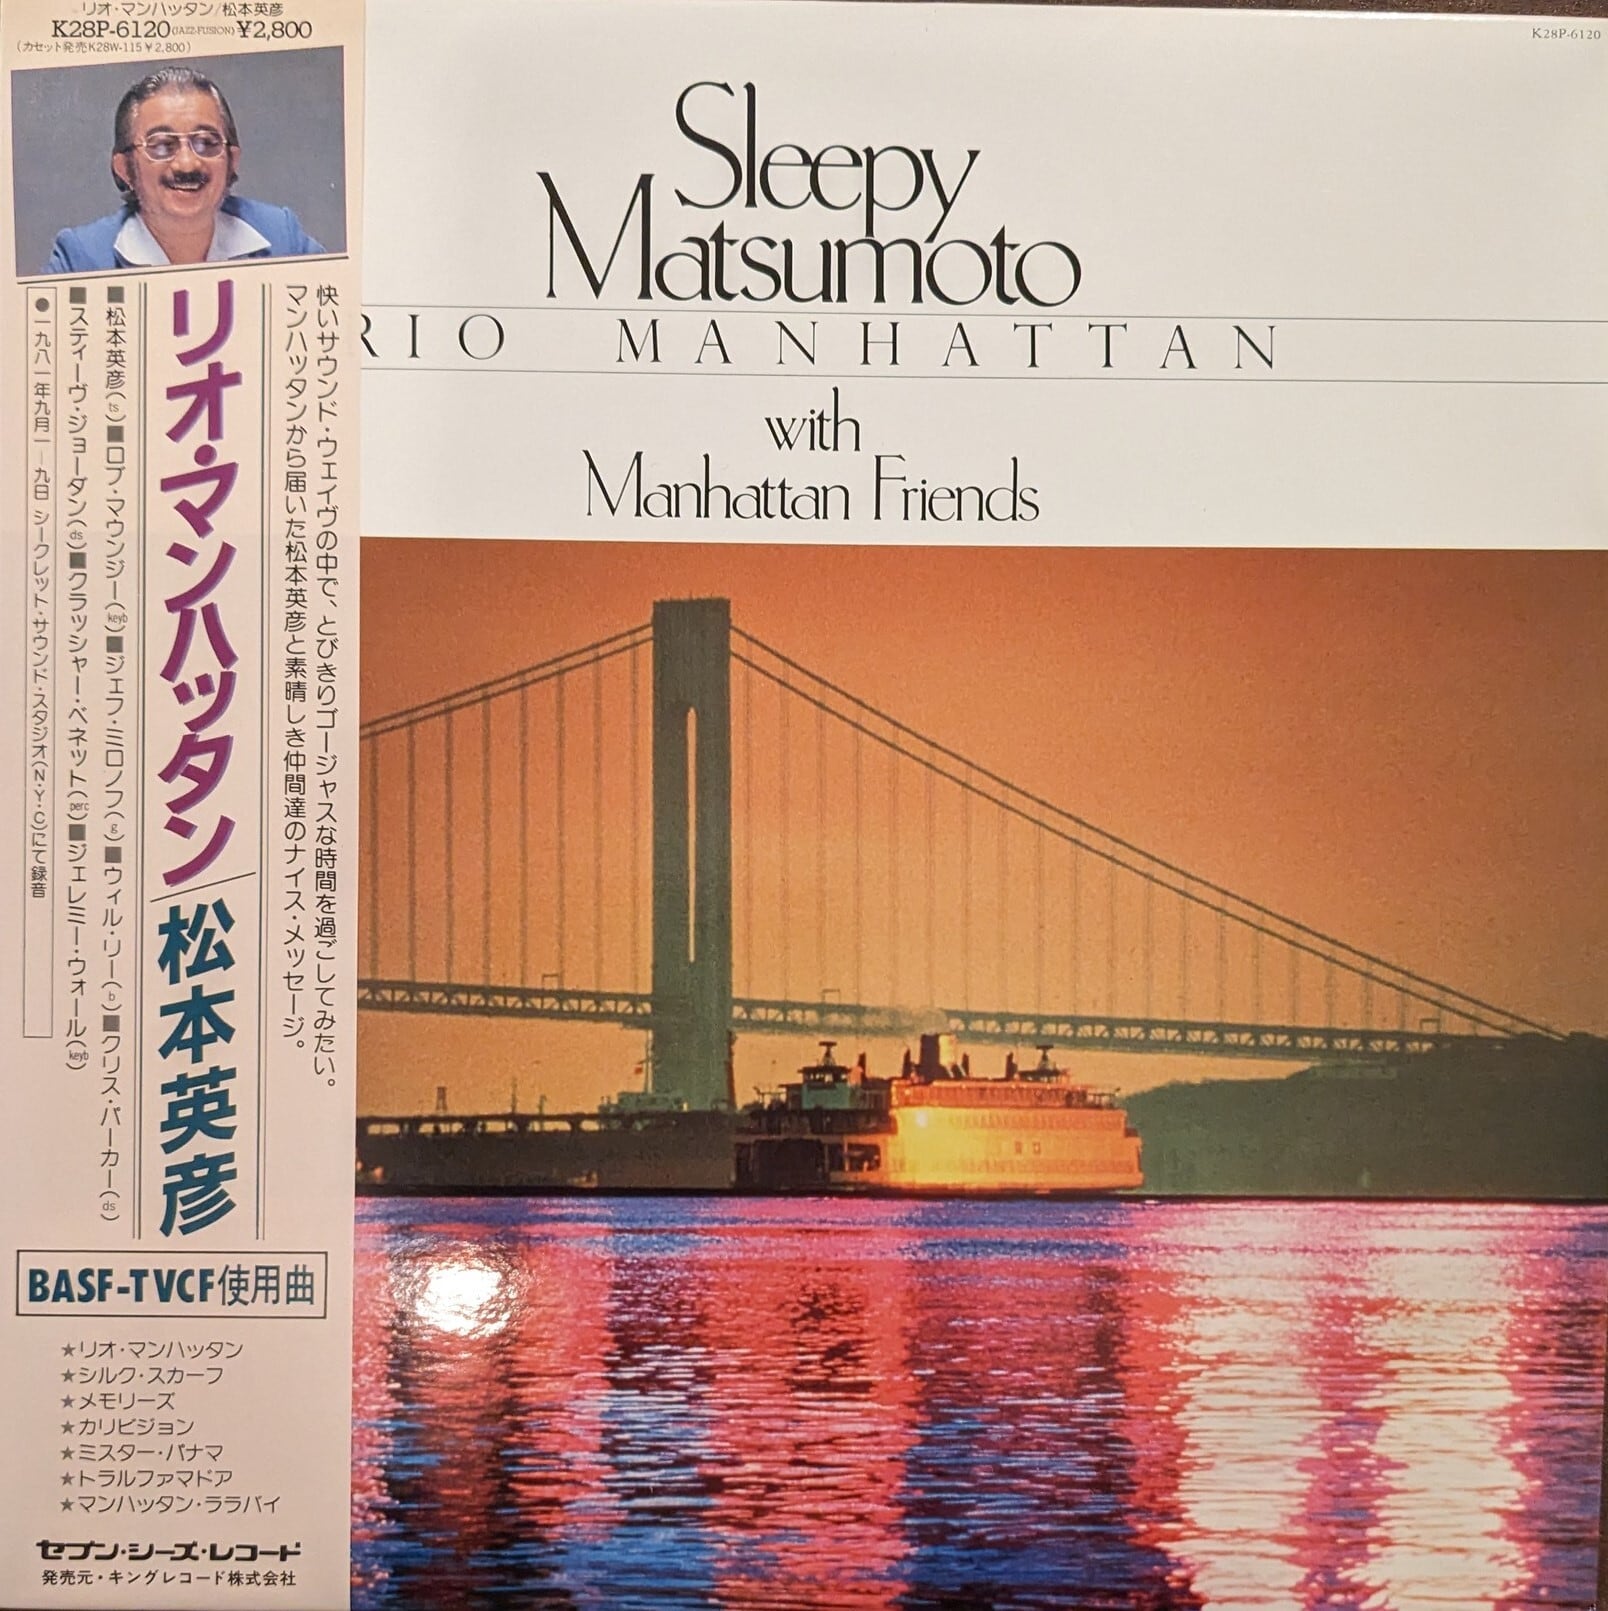 リオ・マンハッタン/松本英彦
K28P-6120(JAZZ-FUSION)¥2,800
(カセット発売K28W-115¥2,800)
快いサウンド・ウェイヴの中で、とびきりゴージャスな時間を過ごしてみたい。
マンハッタンから届いた松本英彦と素晴しき仲間達のナイス・メッセージ。
リオ・マンハッタン/松本英彦
■松本英彦(ts)■ロブ・マウンジー(keyb)■ジェフ・ミロノフ(g)■ウィル・リー(b)■クリス・パーカー(ds)
■スティーヴ・ジョーダン(ds)■クラッシャー・ベネット(perc)■ジェレミー・ウォール(keyb)
●一九八一年九月一―九日 シークレット・サウンド・スタジオ(N・Y・C)にて録音
BASF-TVCF使用曲
★リオ・マンハッタン
★シルク・スカーフ
★メモリーズ
★カリビジョン
★ミスター・パナマ
★トラルファマドア
★マンハッタン・ララバイ
セブン・シーズ・レコード
発売元・キングレコード株式会社
K28P-6120
Sleepy
Matsumoto
RIO MANHATTAN
with
Manhattan Friends